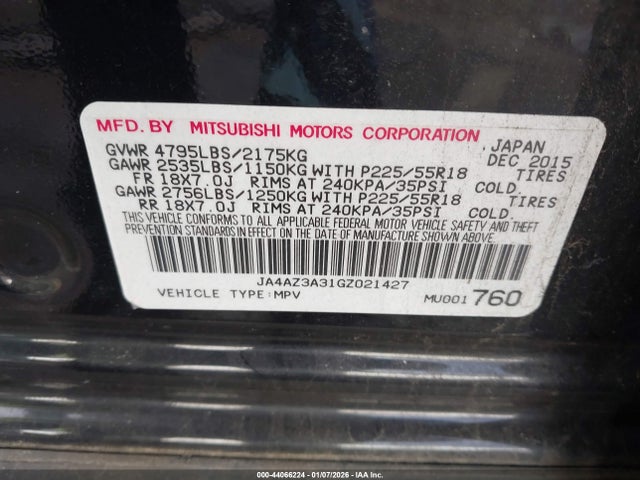 MFD. BY MITSUBISHI MOTORS CORPORATION JAPAN
GVWR 4795LBS/2175KG DEC 2015
GAWR 2535LBS/1150KG WITH P225/55R18 TIRES
FR 18X7.0J RIMS AT 240KPA/35PSI COLD.
GAWR 2756LBS/1250KG WITH P225/55R18 TIRES
RR 18X7.0J RIMS AT 240KPA/35PSI COLD.
THIS VEHICLE CONFORMS TO ALL APPLICABLE FEDERAL MOTOR VEHICLE SAFETY AND THEFT
PREVENTION STANDARDS IN EFFECT ON THE DATE OF MANUFACTURE SHOWN ABOVE.
JA4AZ3A31GZ021427
VEHICLE TYPE:MPV MU001 760
000-44066224 - 01/07/2026 - IAA Inc.